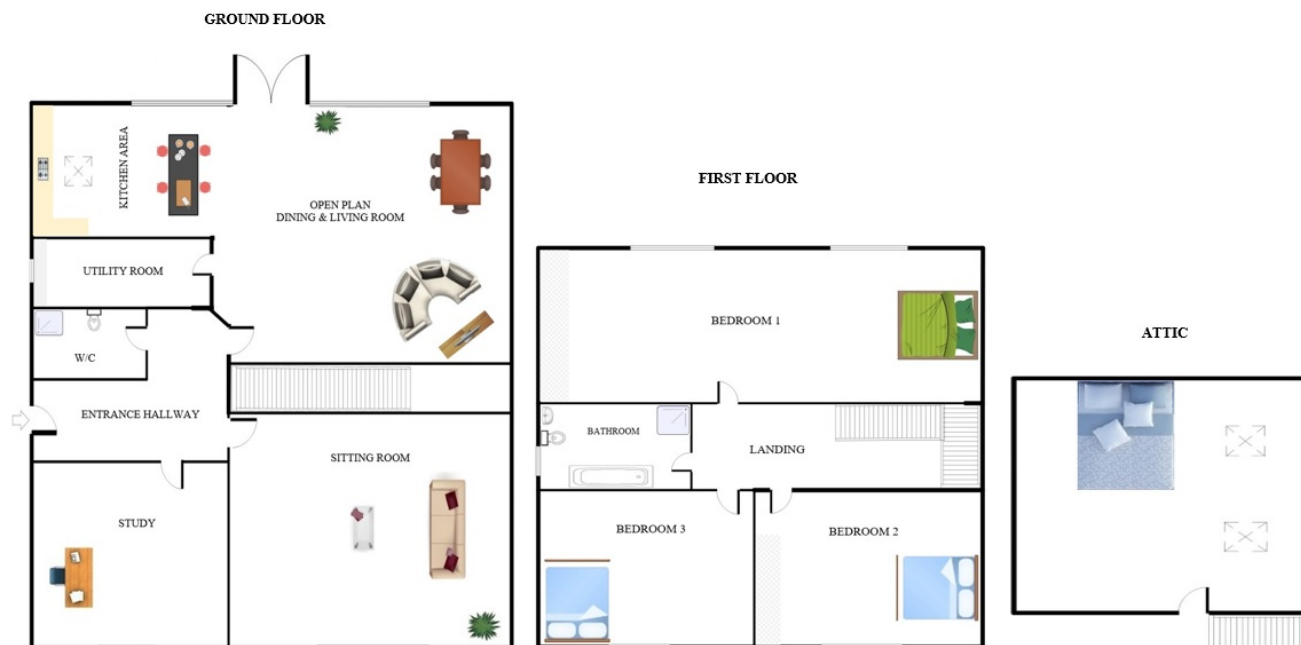 GROUND FLOOR
KITCHEN AREA
OPEN PLAN
DINING & LIVING ROOM
UTILITY ROOM
W/C
ENTRANCE HALLWAY
SITTING ROOM
STUDY
FIRST FLOOR
BEDROOM 1
BATHROOM
LANDING
BEDROOM 3
BEDROOM 2
ATTIC